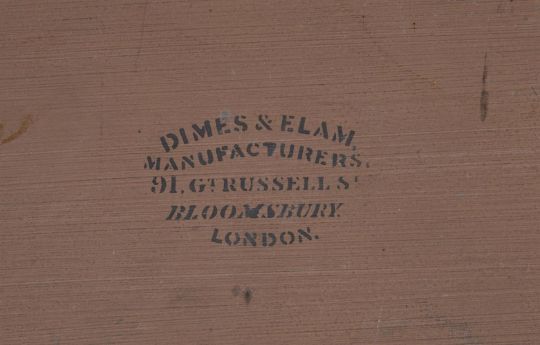 DIMES & ELAM,
MANUFACTURERS,
91, GT RUSSELL ST
BLOOMSBURY.
LONDON.